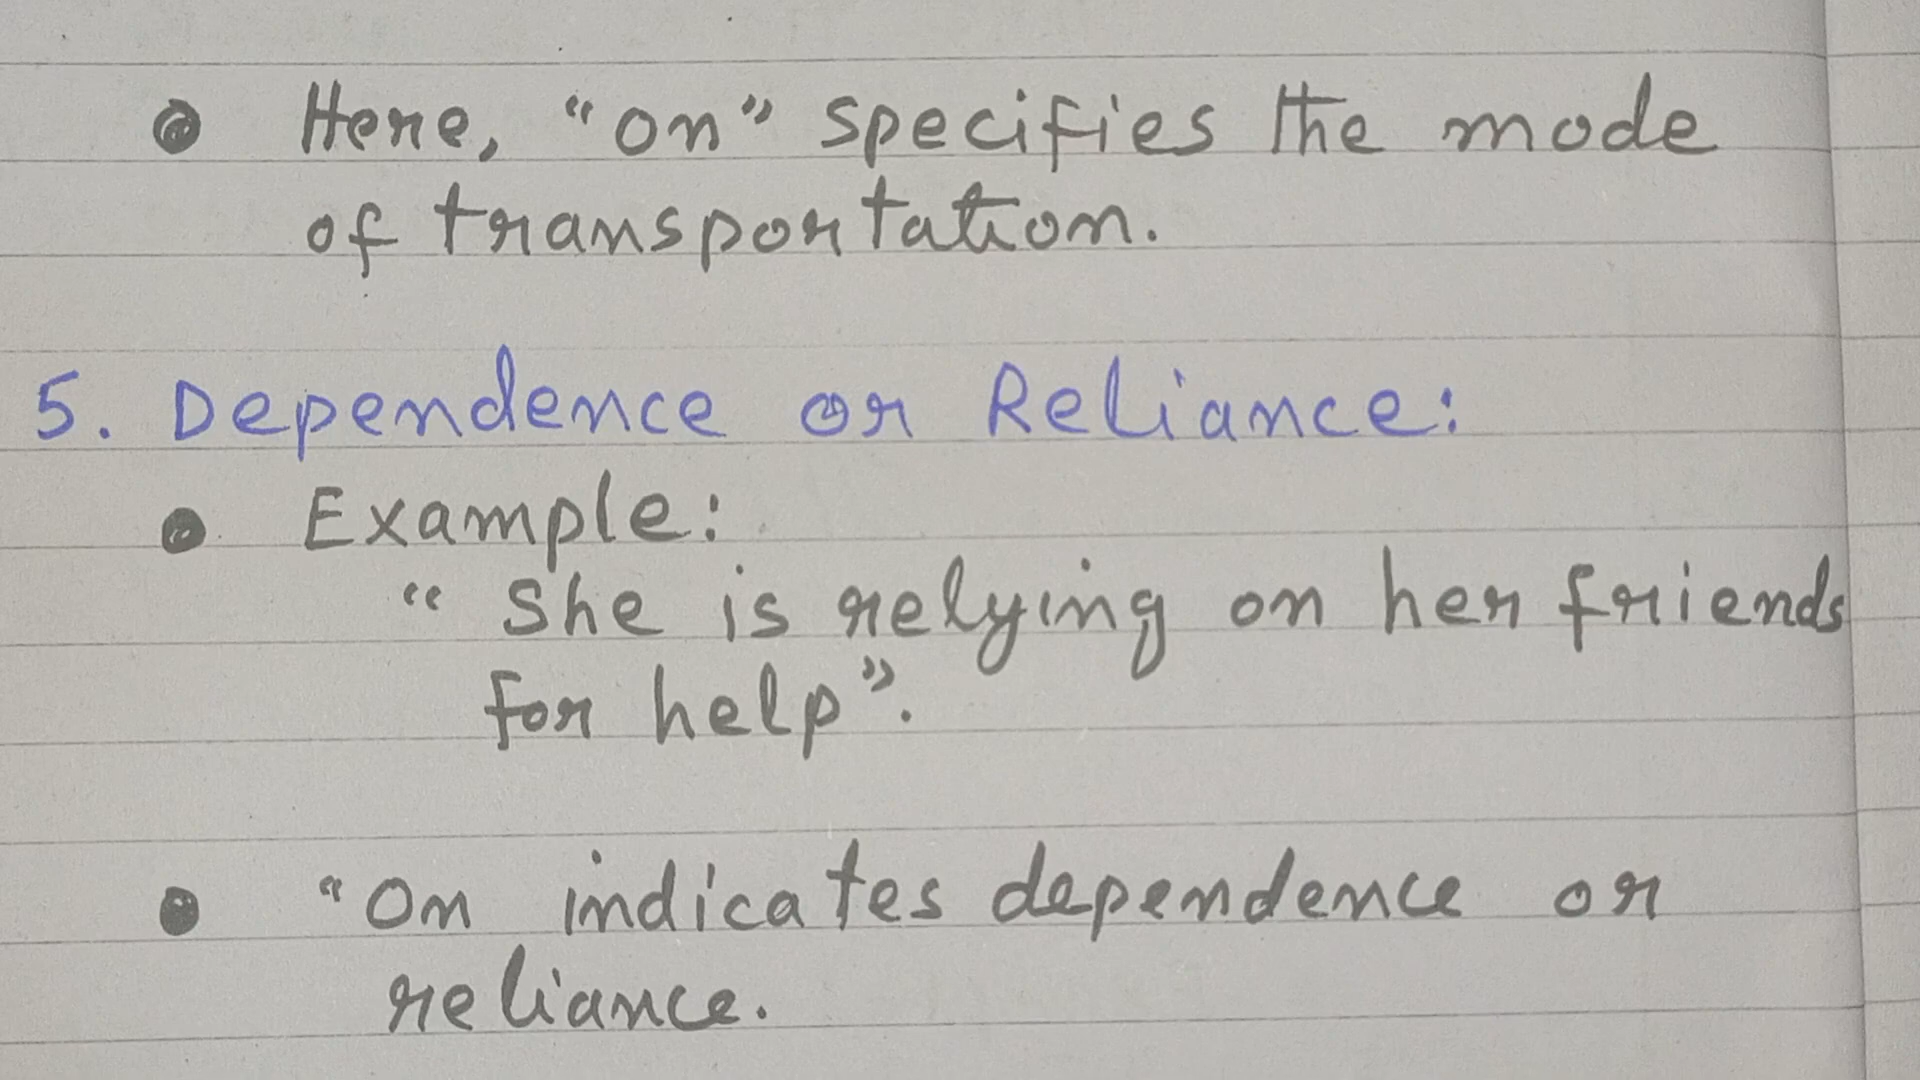 • Here, “on” specifies the mode
of transportation.
5. Dependence or Reliance:
• Example:
“ She is relying on her friends
for help”.
• “On indicates dependence or
reliance.